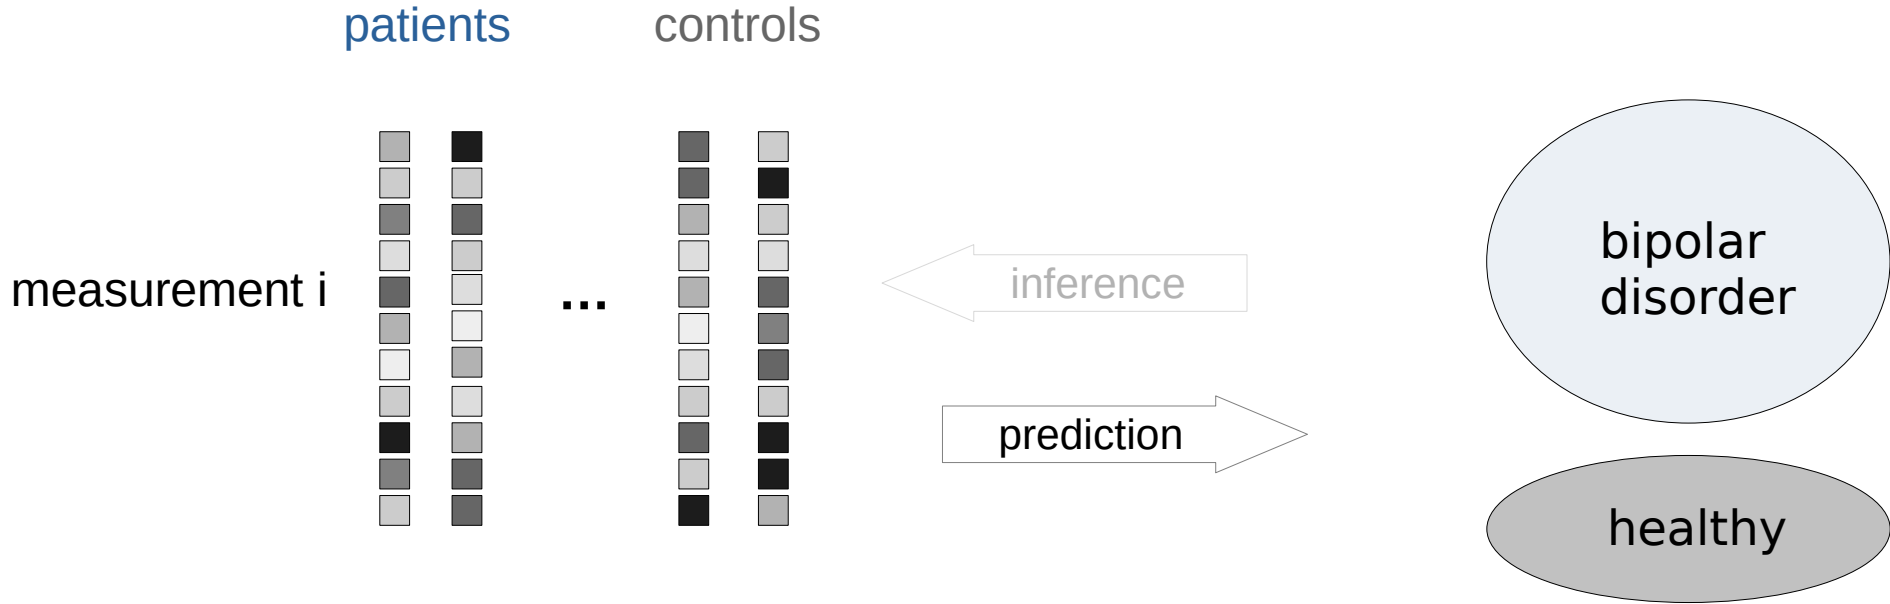 patients
controls
measurement i
...
inference
prediction
bipolar
disorder
healthy